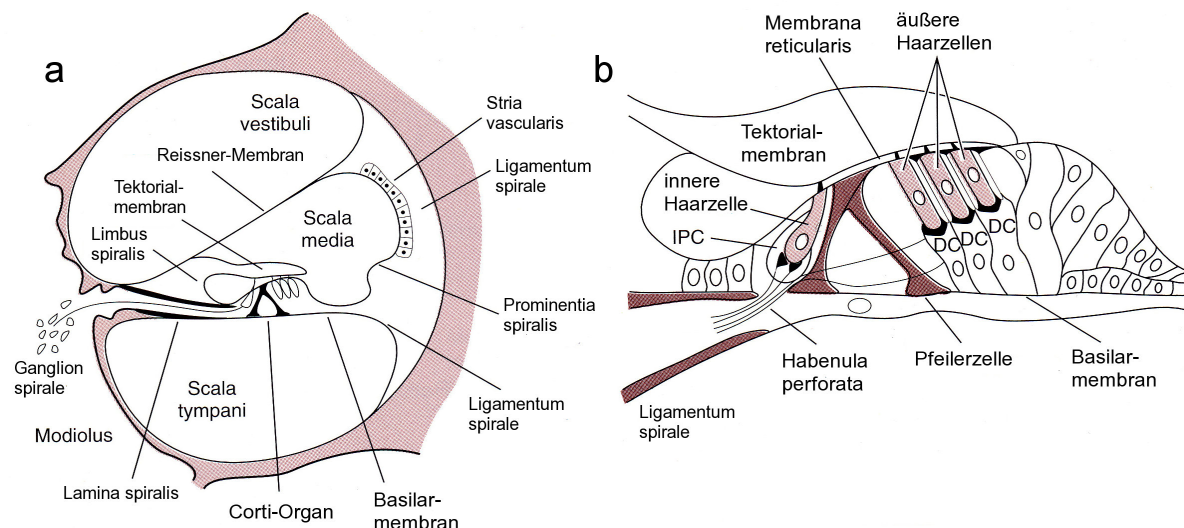 a
Scala
vestibuli
Reissner-Membran
Tektorial-
membran
Limbus
spiralis
Scala
media
Stria
vascularis
Ligamentum
spirale
Prominentia
spiralis
Ligamentum
spirale
Ganglion
spirale
Scala
tympani
Modiolus
Lamina spiralis
Corti-Organ
Basilar-
membran
b
Membrana
reticularis
äußere
Haarzellen
Tektorial-
membran
innere
Haarzelle
IPC
DC DC DC
Habenula
perforata
Pfeilerzelle
Basilar-
membran
Ligamentum
spirale